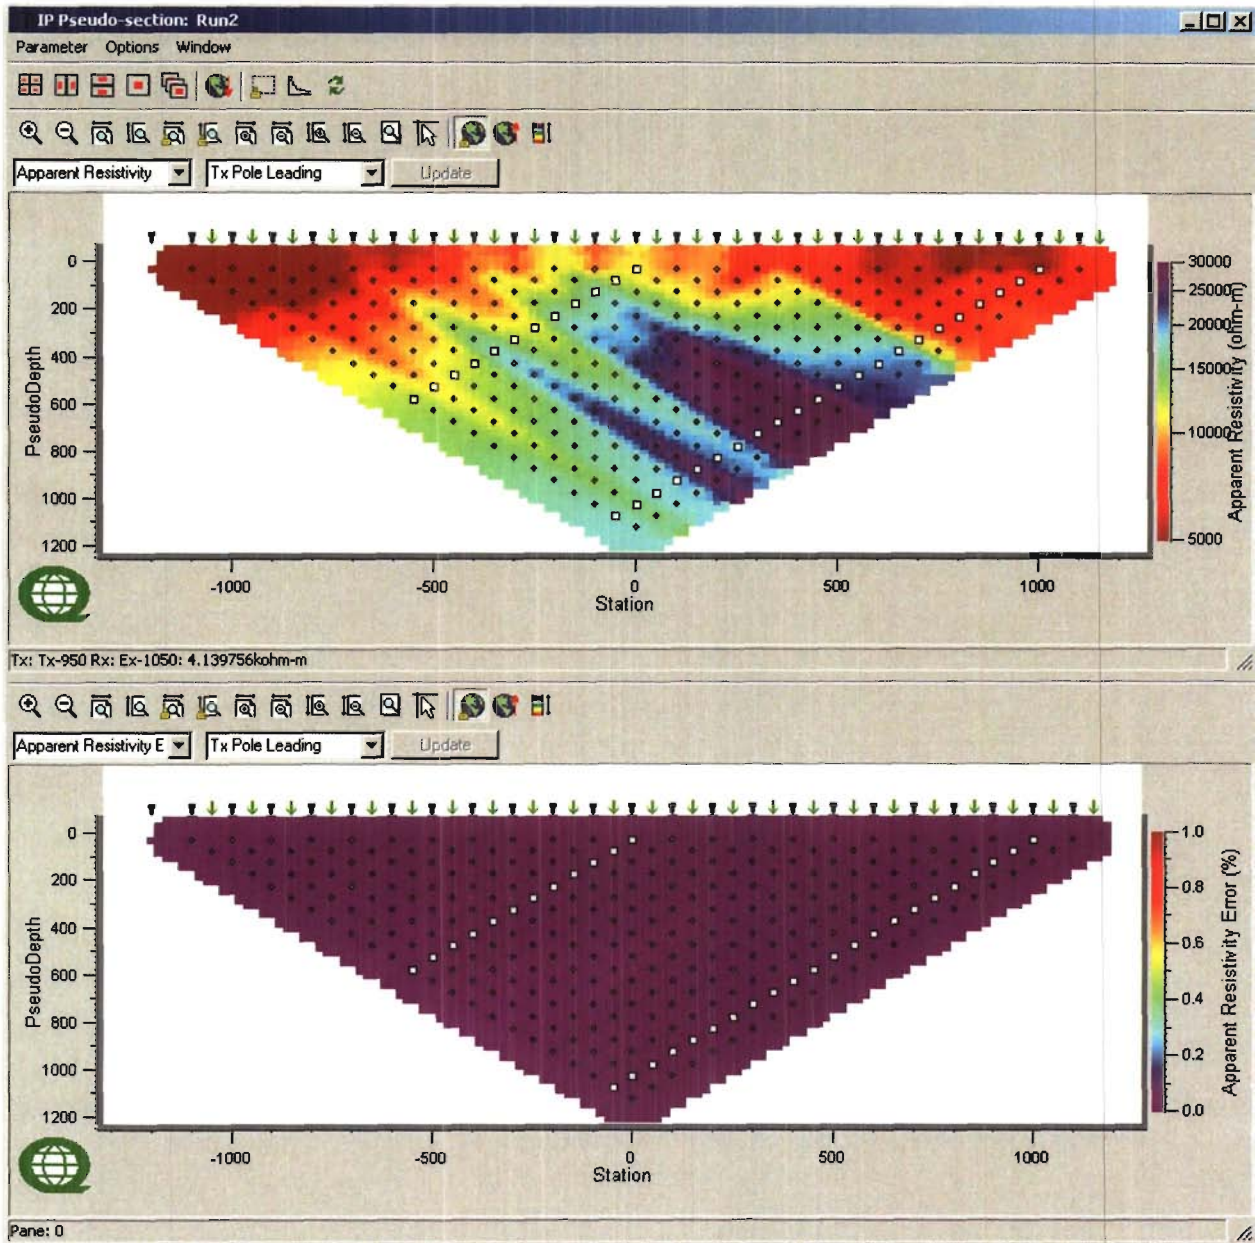 IP Pseudo-section: Run2
Parameter Options Window
Apparent Resistivity Tx Pole Leading Update
0
200
400
600
800
1000
1200
PseudoDepth
-1000 -500 0 500 1000
Station
30000
25000
20000
15000
10000
5000
Apparent Resistivity (ohm-m)
Tx: Tx-950 Rx: Ex-1050: 4.139756kohm-m
Apparent Resistivity E Tx Pole Leading Update
0
200
400
600
800
1000
1200
PseudoDepth
-1000 -500 0 500 1000
Station
1.0
0.8
0.6
0.4
0.2
0.0
Apparent Resistivity Error (%)
Pane: 0